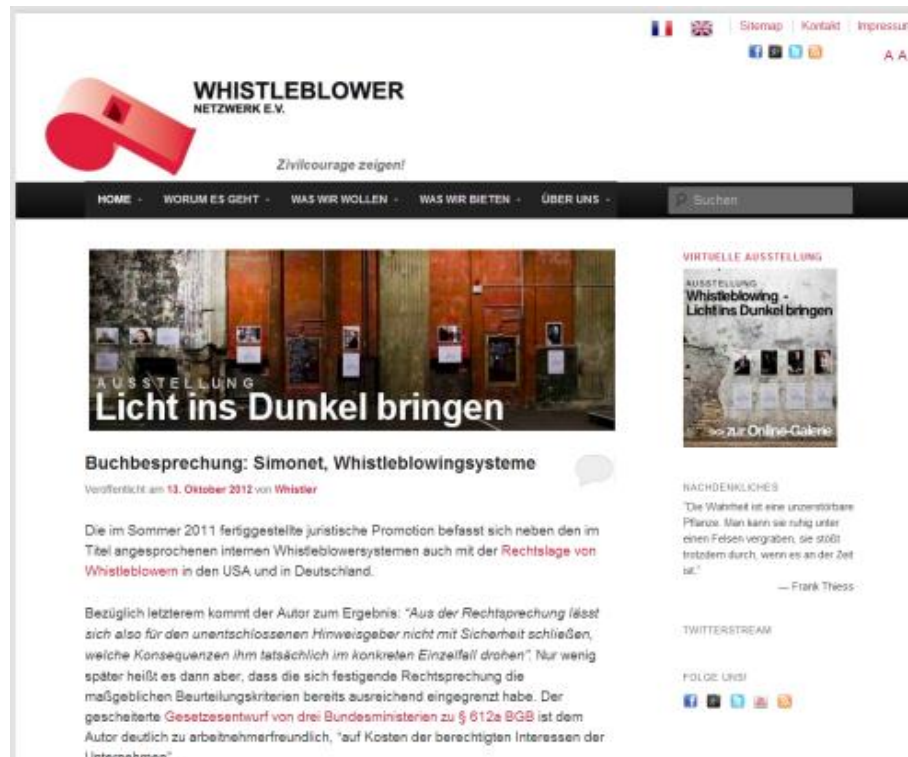 Sitemap Kontakt Impressum
A A
WHISTLEBLOWER
NETZWERK E.V.
Zivilcourage zeigen!
HOME WORUM ES GEHT WAS WIR WOLLEN WAS WIR BIETEN ÜBER UNS
Suchen
AUSSTELLUNG
Licht ins Dunkel bringen
Buchbesprechung: Simonet, Whistleblowingsysteme
Veröffentlicht am 13. Oktober 2012 von Whistler
Die im Sommer 2011 fertiggestellte juristische Promotion befasst sich neben den im
Titel angesprochenen internen Whistleblowersystemen auch mit der Rechtslage von
Whistleblowern in den USA und in Deutschland.
Bezüglich letzterem kommt der Autor zum Ergebnis: "Aus der Rechtsprechung lässt
sich also für den unentschlossenen Hinweisgeber nicht mit Sicherheit schließen,
welche Konsequenzen ihm tatsächlich im konkreten Einzelfall drohen". Nur wenig
später heißt es dann aber, dass die sich festigende Rechtsprechung die
maßgeblichen Beurteilungskriterien bereits ausreichend eingegrenzt habe. Der
gescheiterte Gesetzesentwurf von drei Bundesministerien zu § 612a BGB ist dem
Autor deutlich zu arbeitnehmerfreundlich, "auf Kosten der berechtigten Interessen der
Unternehmen".
VIRTUELLE AUSSTELLUNG
AUSSTELLUNG
Whistleblowing -
Licht ins Dunkel bringen
>> zur Online-Galerie
NACHDENKLICHES
"Die Wahrheit ist eine unzerstörbare
Pflanze. Man kann sie ruhig unter
einen Felsen vergraben, sie stößt
trotzdem durch, wenn es an der Zeit
ist."
— Frank Thiess
TWITTERSTREAM
FOLGE UNS!